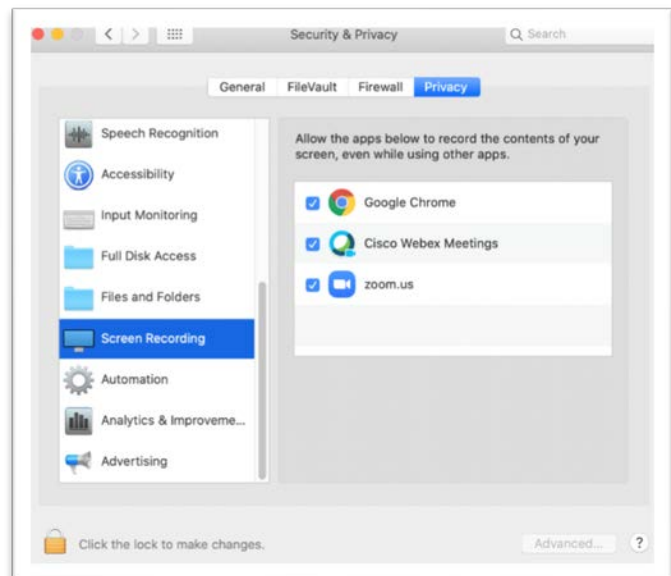 Security & Privacy
Search
General FileVault Firewall Privacy
Speech Recognition
Accessibility
Input Monitoring
Full Disk Access
Files and Folders
Screen Recording
Automation
Analytics & Improveme...
Advertising
Allow the apps below to record the contents of your
screen, even while using other apps.
Google Chrome
Cisco Webex Meetings
zoom.us
Click the lock to make changes.
Advanced...
?